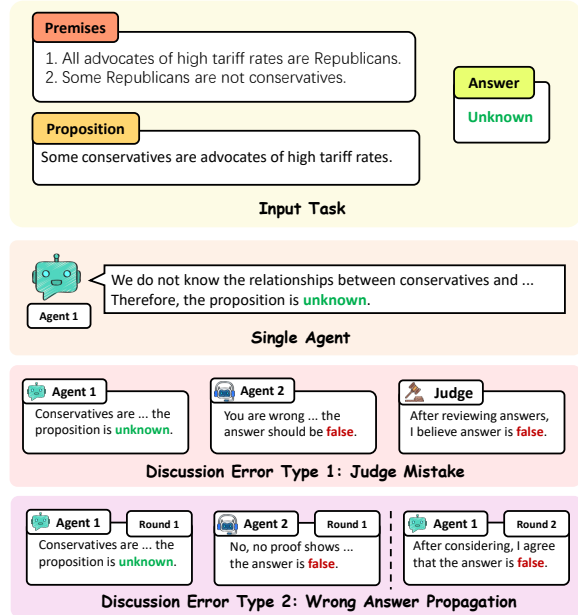 Premises
1. All advocates of high tariff rates are Republicans.
2. Some Republicans are not conservatives.
Answer
Unknown
Proposition
Some conservatives are advocates of high tariff rates.
Input Task
We do not know the relationships between conservatives and ...
Therefore, the proposition is unknown.
Agent 1
Single Agent
Agent 1
Conservatives are ... the
proposition is unknown.
Agent 2
You are wrong ... the
answer should be false.
Judge
After reviewing answers,
I believe answer is false.
Discussion Error Type 1: Judge Mistake
Agent 1
Round 1
Conservatives are ... the
proposition is unknown.
Agent 2
Round 1
No, no proof shows ...
the answer is false.
Agent 1
Round 2
After considering, I agree
that the answer is false.
Discussion Error Type 2: Wrong Answer Propagation